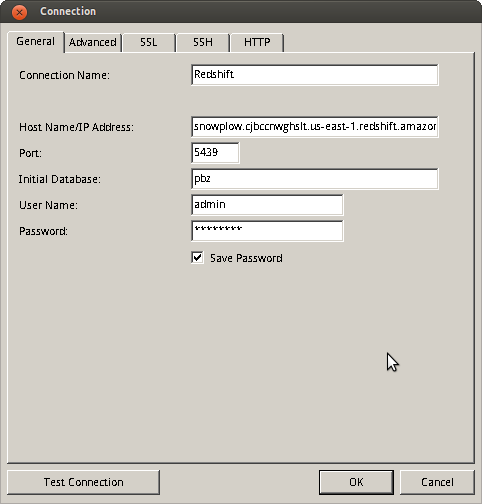 Connection
General Advanced SSL SSH HTTP
Connection Name: Redshift
Host Name/IP Address: snowplow.cjbccnwghslt.us-east-1.redshift.amazor
Port: 5439
Initial Database: pbz
User Name: admin
Password: ********
Save Password
Test Connection OK Cancel